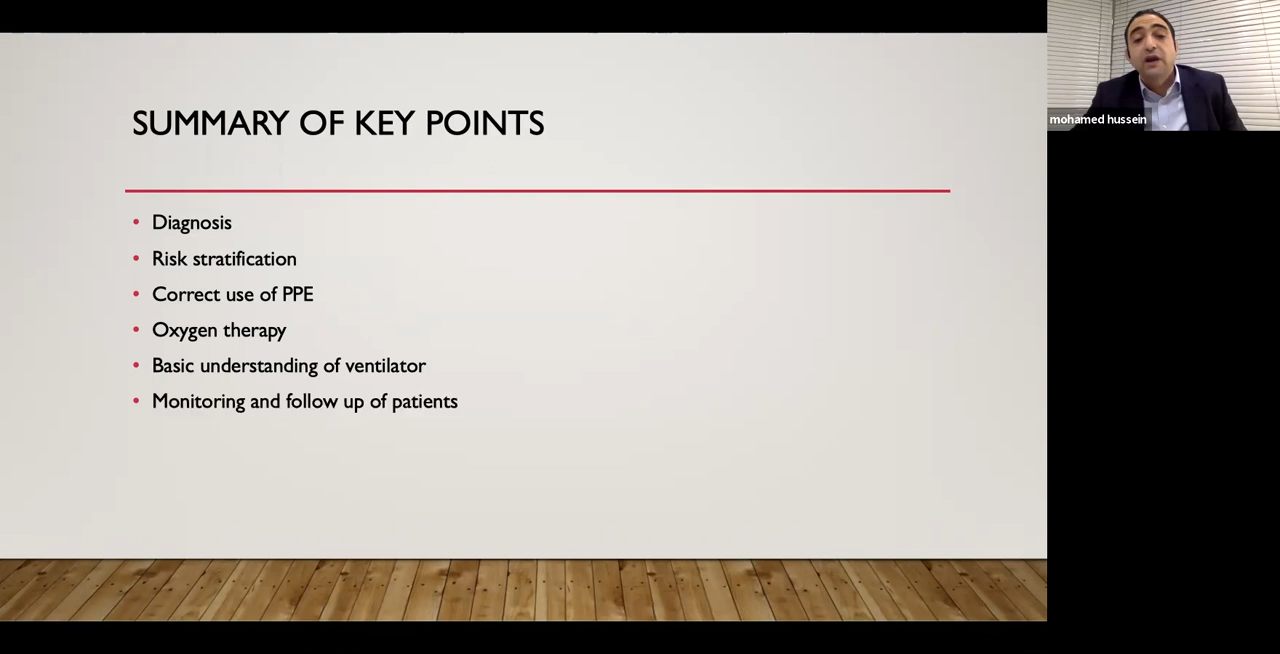 SUMMARY OF KEY POINTS
• Diagnosis
• Risk stratification
• Correct use of PPE
• Oxygen therapy
• Basic understanding of ventilator
• Monitoring and follow up of patients
mohamed hussein